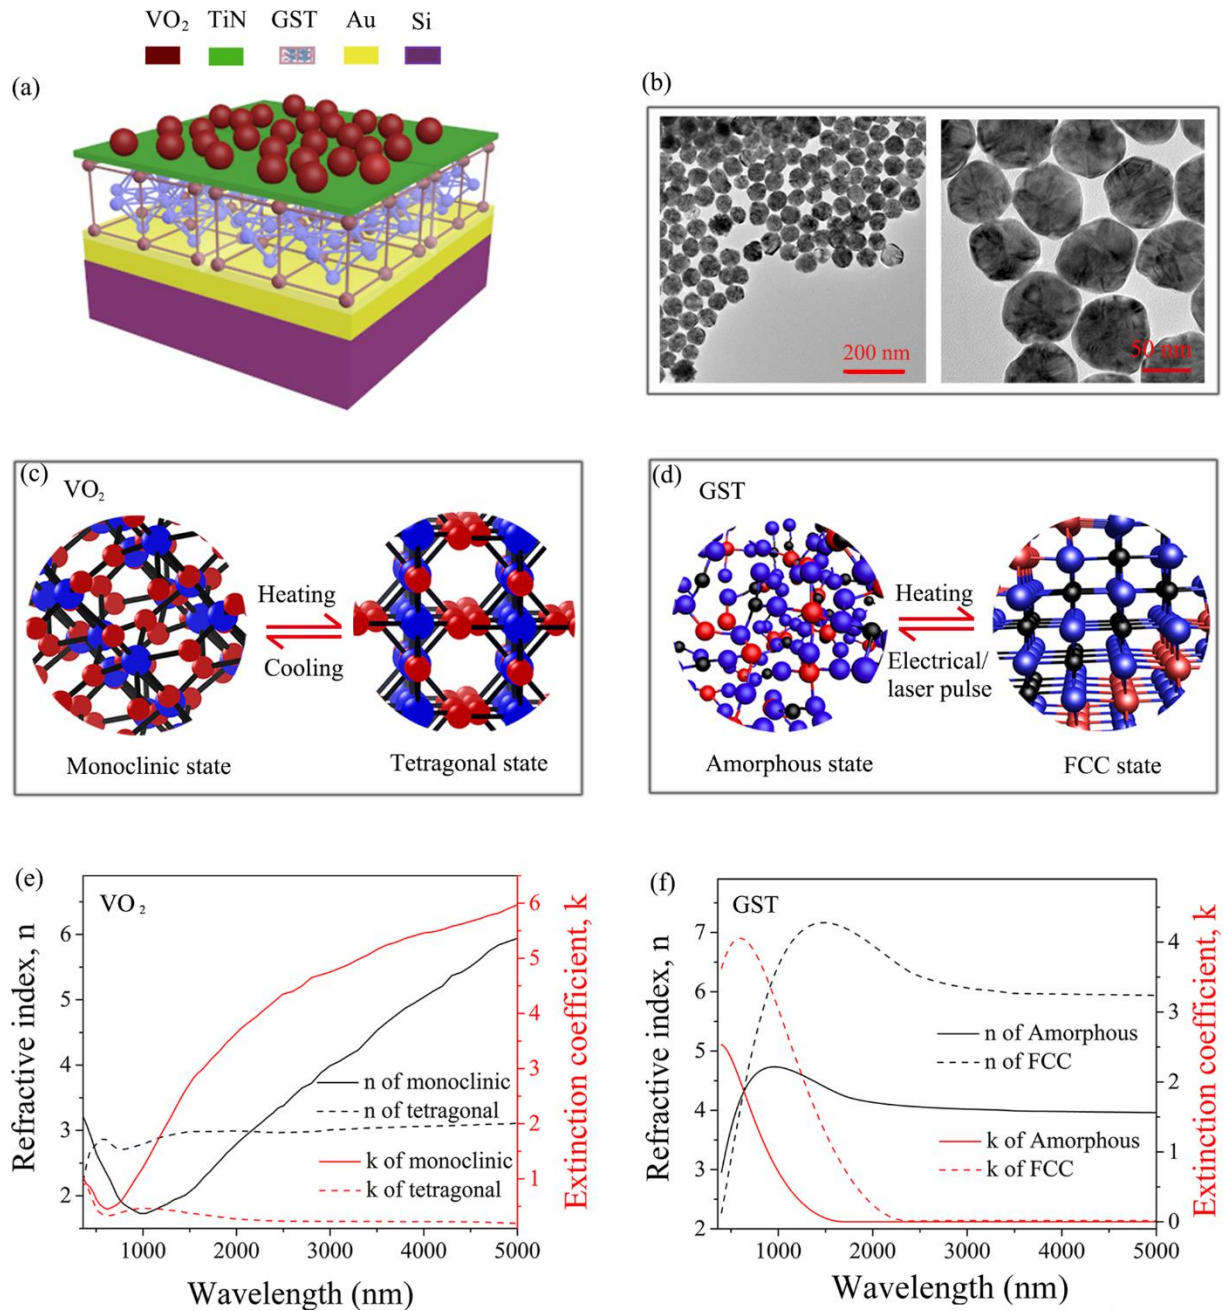 VO2 TiN GST Au Si
(a)
(b)
200 nm
50 nm
(c)
VO2
Heating
Cooling
Monoclinic state
Tetragonal state
(d)
GST
Heating
Electrical/
laser pulse
Amorphous state
FCC state
(e)
VO 2
Refractive index, n
6
5
4
3
2
n of monoclinic
n of tetragonal
k of monoclinic
k of tetragonal
6
5
4
3
2
1
Extinction coefficient, k
1000 2000 3000 4000 5000
Wavelength (nm)
(f)
GST
Refractive index, n
7
6
5
4
3
2
n of Amorphous
n of FCC
k of Amorphous
k of FCC
4
3
2
1
0
Extinction coefficient, k
1000 2000 3000 4000 5000
Wavelength (nm)